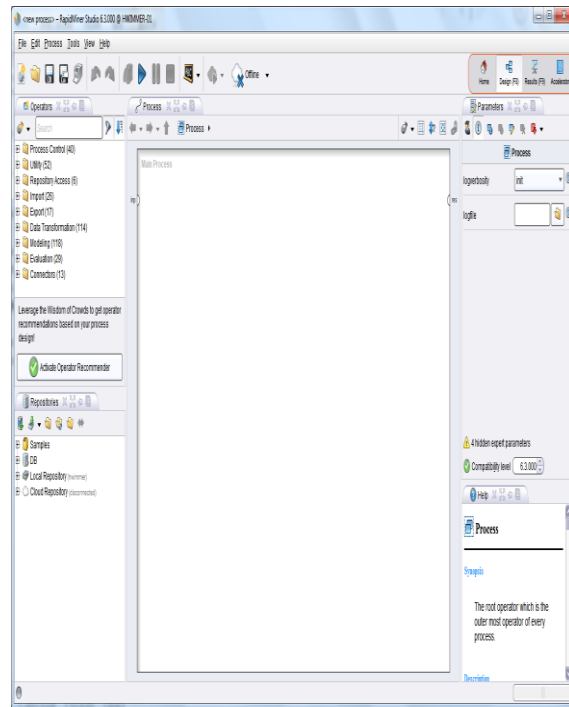 <new process> – RapidMiner Studio 6.3.000 @ HWIMMER-01
File Edit Process Tools View Help
Offline
Home
Design (F8)
Results (F9)
Accelerator
Operators
Search
Process Control (40)
Utility (52)
Repository Access (6)
Import (26)
Export (17)
Data Transformation (114)
Modeling (118)
Evaluation (29)
Connectors (13)
Leverage the Wisdom of Crowds to get operator
recommendations based on your process
design!
Activate Operator Recommender
Repositories
Samples
DB
Local Repository (hwimmer)
Cloud Repository (disconnected)
Process
Process
Main Process
inp
res
Parameters
Process
logverbosity
init
logfile
4 hidden expert parameters
Compatibility level 6.3.000
Help
Process
Synopsis
The root operator which is the
outer most operator of every
process.
Description